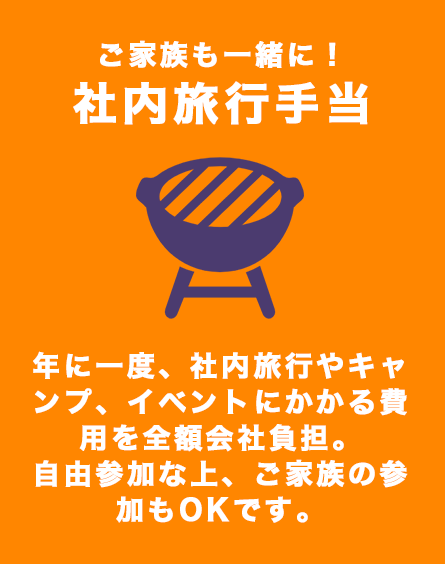 ご家族も一緒に！
社内旅行手当
年に一度、社内旅行やキャ
ンプ、イベントにかかる費
用を全額会社負担。
自由参加な上、ご家族の参
加もOKです。